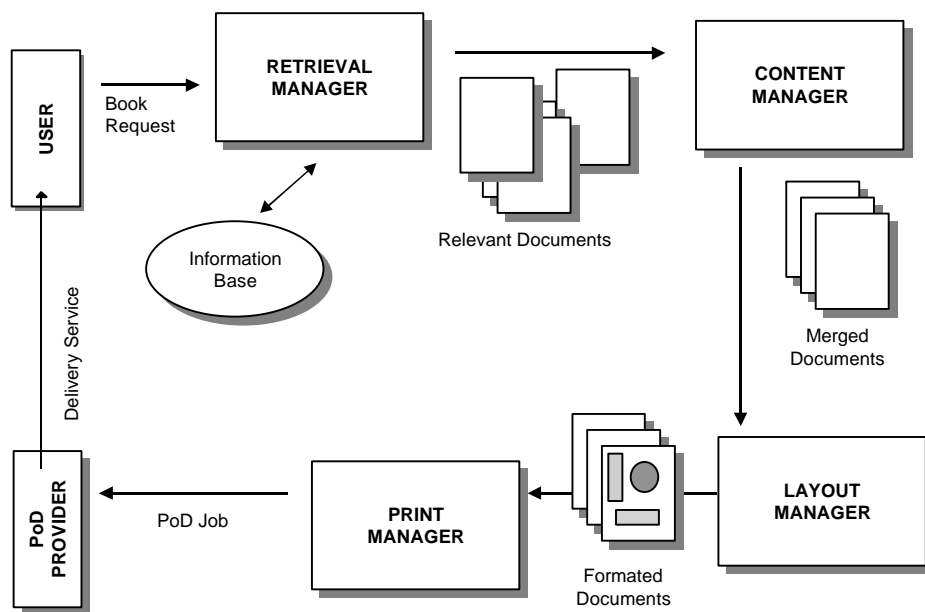 USER
Book
Request
RETRIEVAL
MANAGER
CONTENT
MANAGER
Information
Base
Relevant Documents
Merged
Documents
Delivery Service
PoD
PROVIDER
PoD Job
PRINT
MANAGER
Formated
Documents
LAYOUT
MANAGER